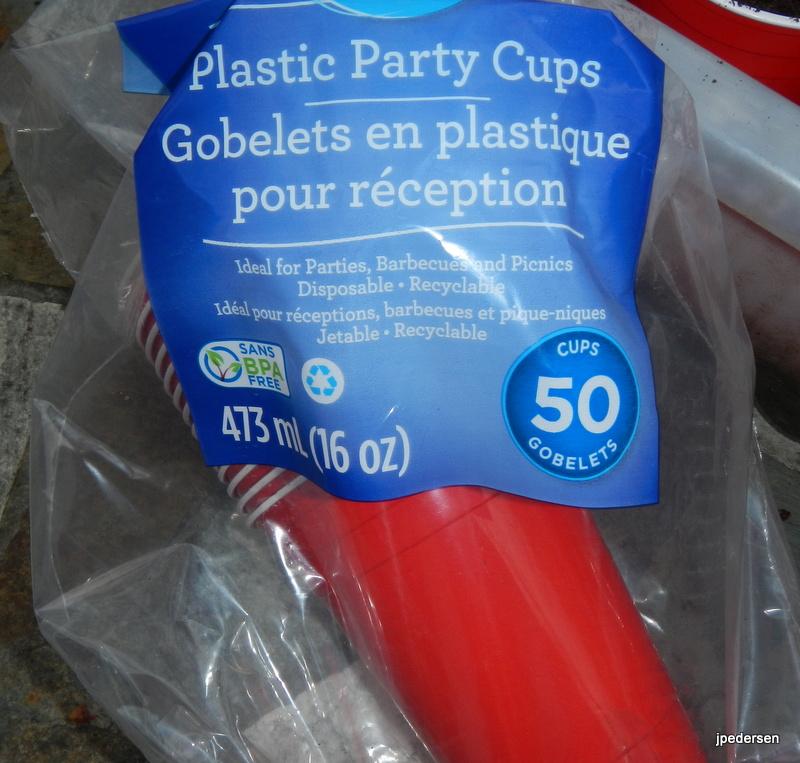 Plastic Party Cups
Gobelets en plastique
pour réception
Ideal for Parties, Barbecues and Picnics
Disposable • Recyclable
Idéal pour réceptions, barbecues et pique-niques
Jetable • Recyclable
SANS
BPA
FREE
473 mL (16 oz)
CUPS
50
GOBELETS
jpedersen